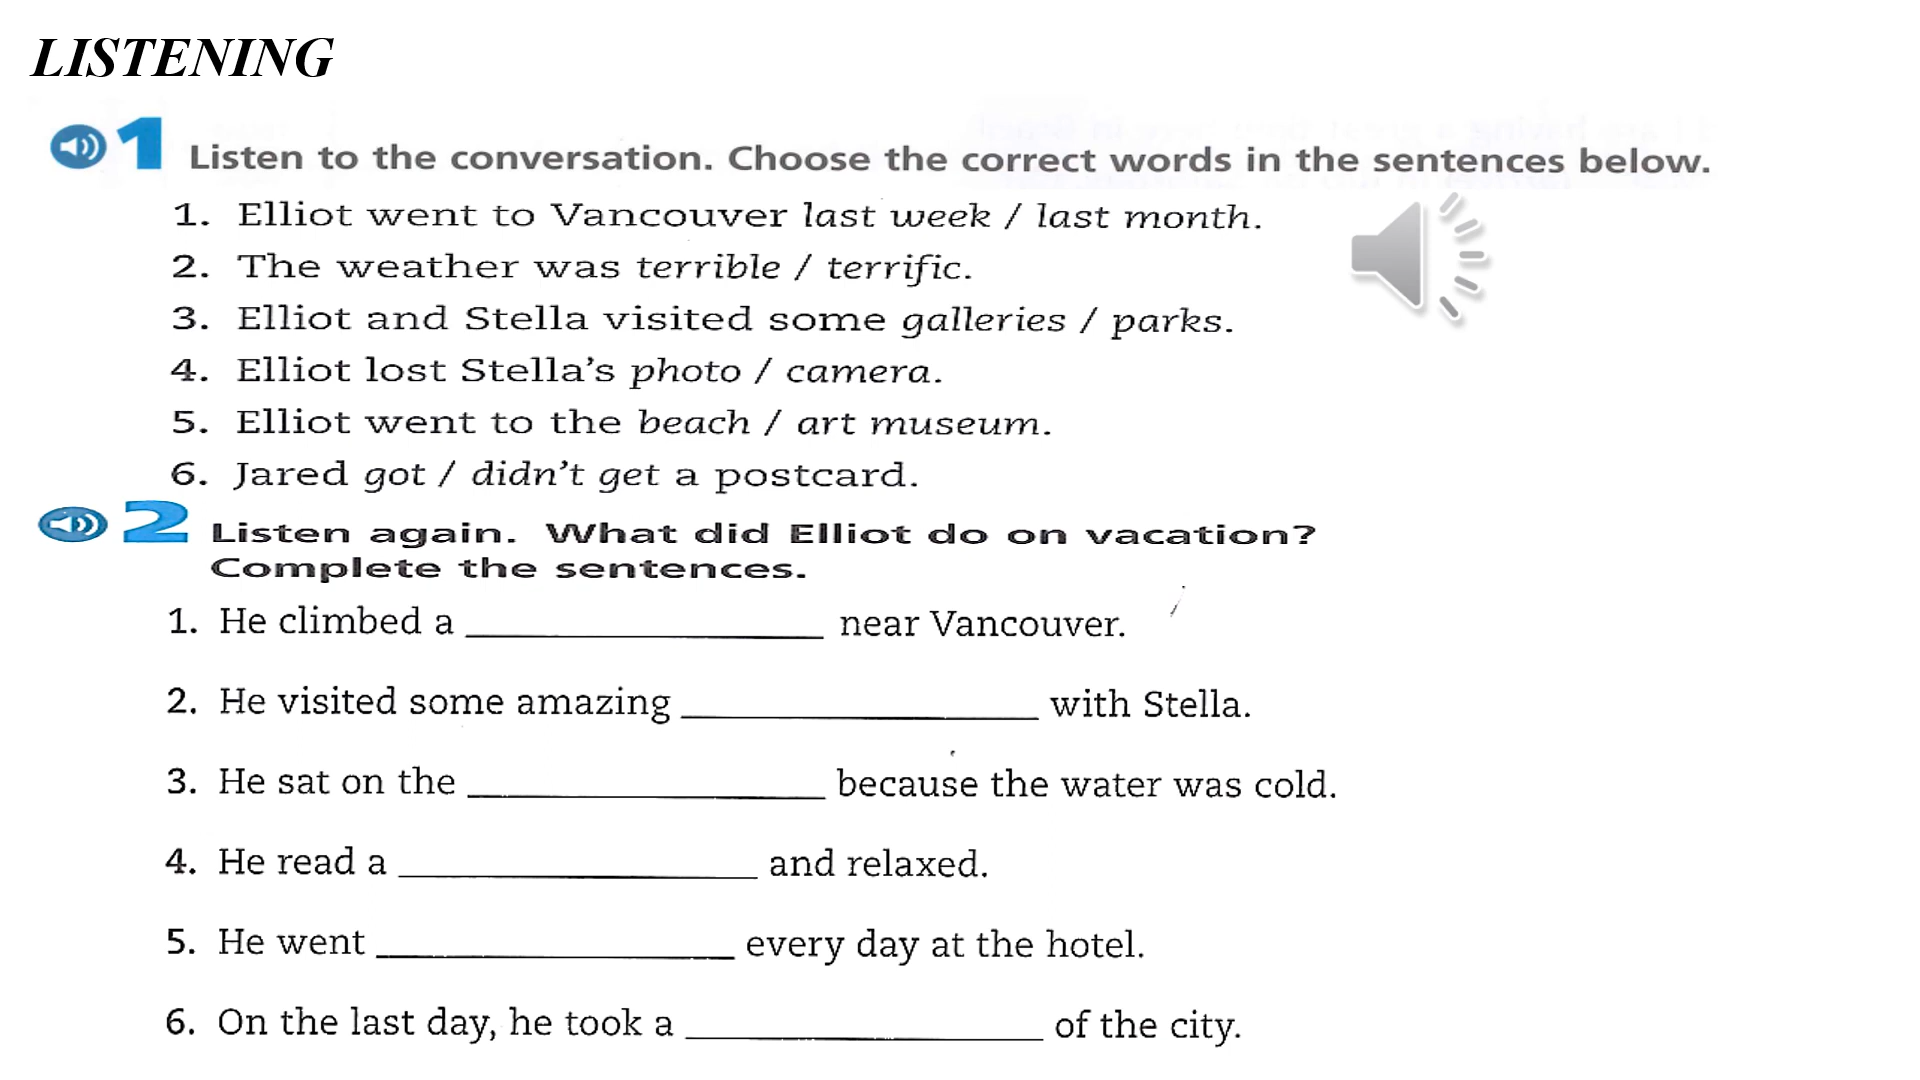 LISTENING
1 Listen to the conversation. Choose the correct words in the sentences below.
1. Elliot went to Vancouver last week / last month.
2. The weather was terrible / terrific.
3. Elliot and Stella visited some galleries / parks.
4. Elliot lost Stella’s photo / camera.
5. Elliot went to the beach / art museum.
6. Jared got / didn’t get a postcard.
2 Listen again. What did Elliot do on vacation?
Complete the sentences.
1. He climbed a ________________ near Vancouver.
2. He visited some amazing ________________ with Stella.
3. He sat on the ________________ because the water was cold.
4. He read a ________________ and relaxed.
5. He went ________________ every day at the hotel.
6. On the last day, he took a ________________ of the city.